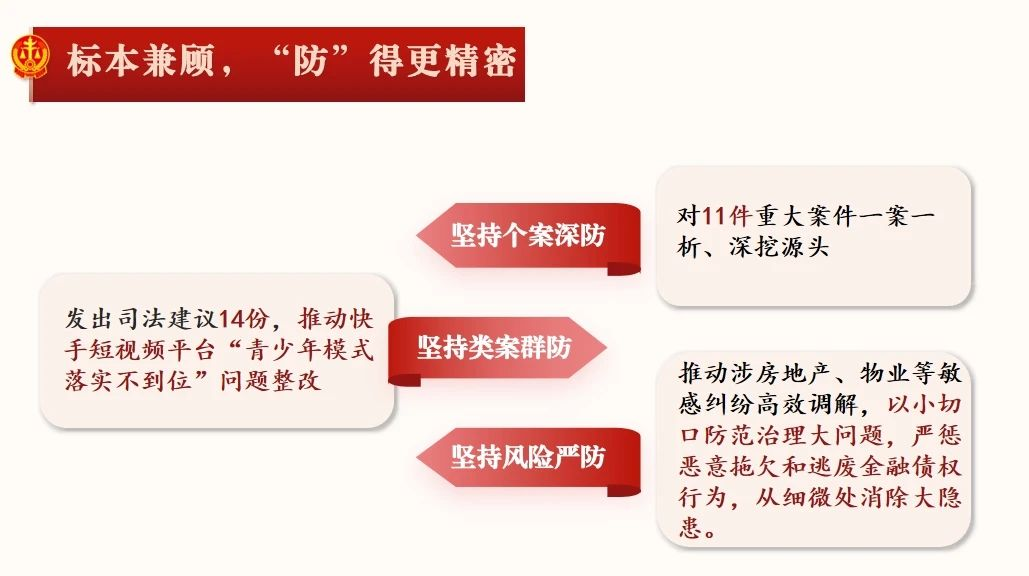 标本兼顾，“防”得更精密
坚持个案深防
对11件重大案件一案一
析、深挖源头
发出司法建议14份，推动快
手短视频平台“青少年模式
落实不到位”问题整改
坚持类案群防
坚持风险严防
推动涉房地产、物业等敏
感纠纷高效调解，以小切
口防范治理大问题，严惩
恶意拖欠和逃废金融债权
行为，从细微处消除大隐
患。